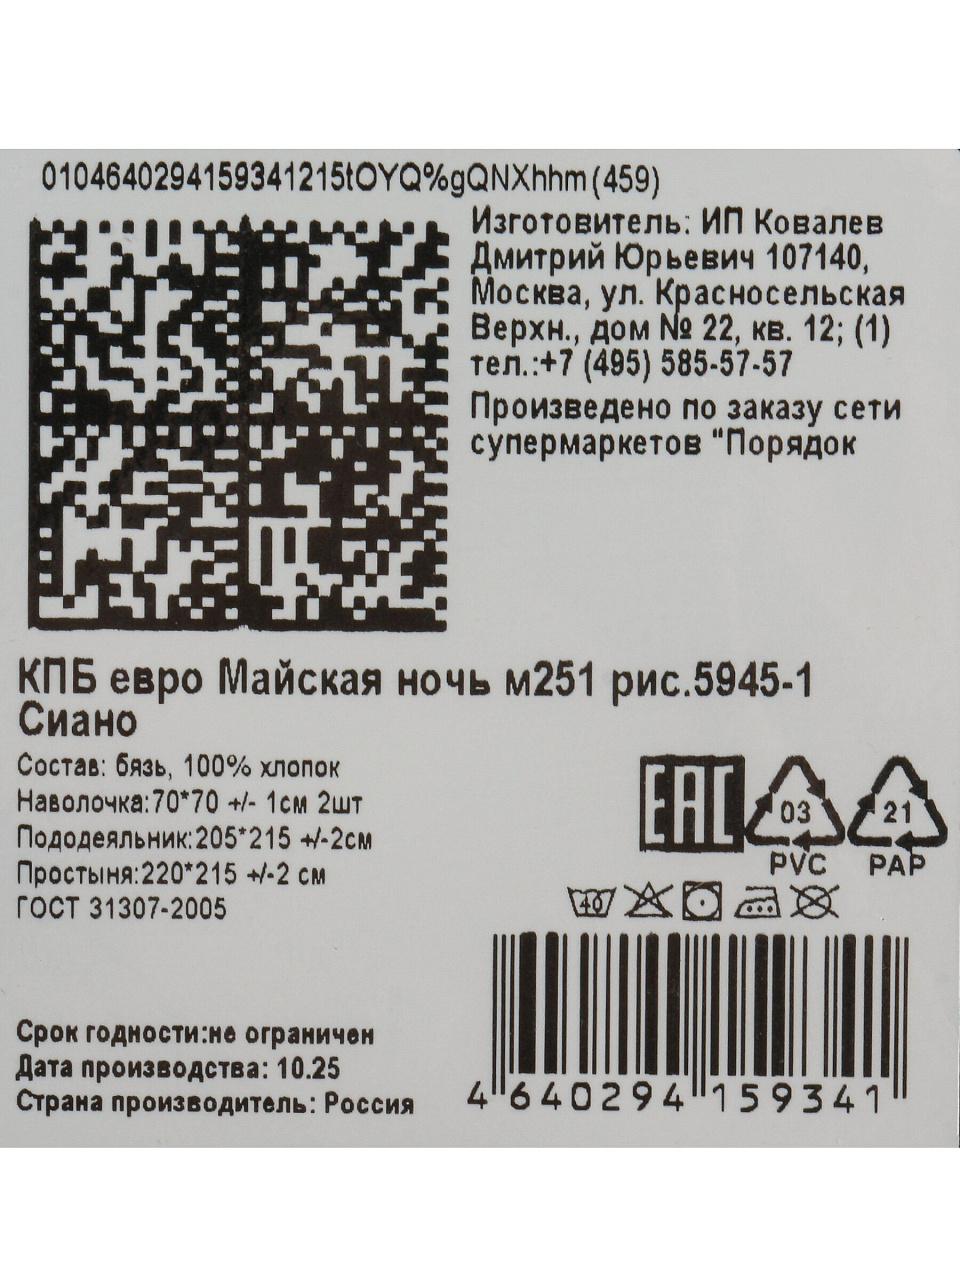 0104640294159341215tOYQ%gQNXhhm(459)
Изготовитель: ИП Ковалев
Дмитрий Юрьевич 107140,
Москва, ул. Красносельская
Верхн., дом № 22, кв. 12; (1)
тел.:+7 (495) 585-57-57
Произведено по заказу сети
супермаркетов "Порядок
КПБ евро Майская ночь м251 рис.5945-1
Сиано
Состав: бязь, 100% хлопок
Наволочка:70*70 +/- 1см 2шт
Пододеяльник:205*215 +/-2см
Простыня:220*215 +/-2 см
ГОСТ 31307-2005
EAC
03
PVC
21
PAP
40
Срок годности:не ограничен
Дата производства: 10.25
Страна производитель: Россия
4 640294 159341